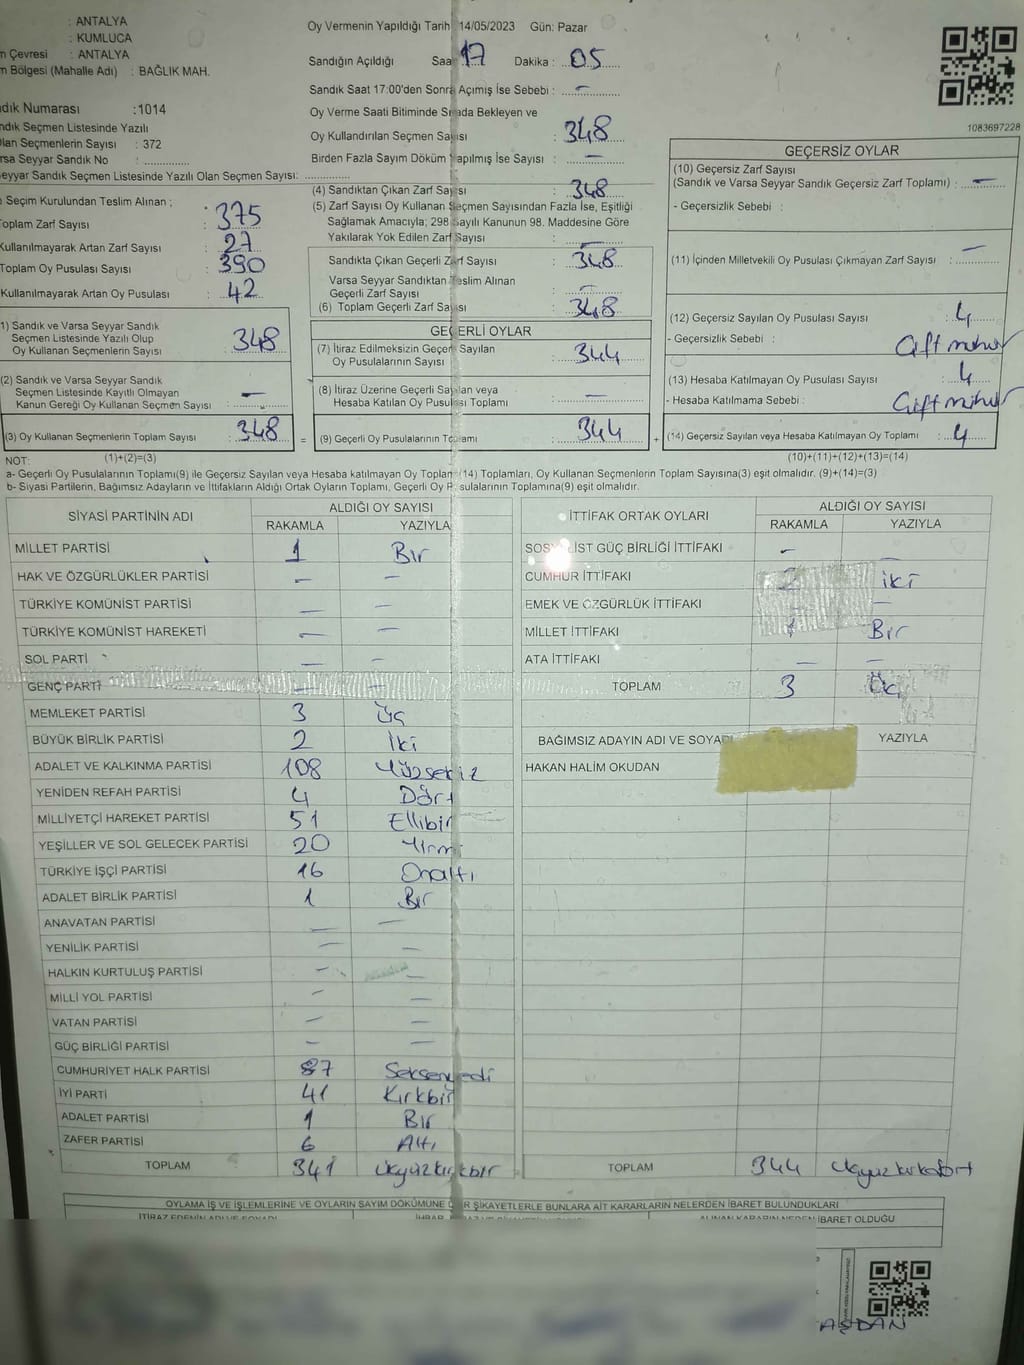 : ANTALYA
: KUMLUCA
n Çevresi : ANTALYA
m Bölgesi (Mahalle Adı) : BAĞLIK MAH.
dık Numarası :1014
ndık Seçmen Listesinde Yazılı
olan Seçmenlerin Sayısı : 372
rsa Seyyar Sandık No :
eyyar Sandık Seçmen Listesinde Yazılı Olan Seçmen Sayısı:
Seçim Kurulundan Teslim Alınan ;
Toplam Zarf Sayısı : 375
Kullanılmayarak Artan Zarf Sayısı : 27
Toplam Oy Pusulası Sayısı : 390
Kullanılmayarak Artan Oy Pusulası : 42
1) Sandık ve Varsa Seyyar Sandık
Seçmen Listesinde Yazılı Olup
Oy Kullanan Seçmenlerin Sayısı : 348
(2) Sandık ve Varsa Seyyar Sandık
Seçmen Listesinde Kayıtlı Olmayan
Kanun Gereği Oy Kullanan Seçmen Sayısı : —
(3) Oy Kullanan Seçmenlerin Toplam Sayısı : 348
Oy Vermenin Yapıldığı Tarih 14/05/2023 Gün: Pazar
Sandığın Açıldığı Saa 17 Dakika : 05
Sandık Saat 17:00'den Sonra Açımış İse Sebebi : —
Oy Verme Saati Bitiminde Sırada Bekleyen ve
Oy Kullandırılan Seçmen Sayısı : 348
Birden Fazla Sayım Döküm Yapılmış İse Sayısı : —
(4) Sandıktan Çıkan Zarf Sayısı : 348
(5) Zarf Sayısı Oy Kullanan Seçmen Sayısından Fazla İse, Eşitliği
Sağlamak Amacıyla; 298 Sayılı Kanunun 98. Maddesine Göre
Yakılarak Yok Edilen Zarf Sayısı : —
Sandıkta Çıkan Geçerli Zarf Sayısı : 348
Varsa Seyyar Sandıktan Teslim Alınan
Geçerli Zarf Sayısı : —
(6) Toplam Geçerli Zarf Sayısı : 348
GEÇERLİ OYLAR
(7) İtiraz Edilmeksizin Geçerli Sayılan
Oy Pusulalarının Sayısı : 344
(8) İtiraz Üzerine Geçerli Sayılan veya
Hesaba Katılan Oy Pusulası Toplamı : —
= (9) Geçerli Oy Pusulalarının Toplamı : 344 +
1083697228
GEÇERSİZ OYLAR
(10) Geçersiz Zarf Sayısı
(Sandık ve Varsa Seyyar Sandık Geçersiz Zarf Toplamı) : —
- Geçersizlik Sebebi :
(11) İçinden Milletvekili Oy Pusulası Çıkmayan Zarf Sayısı : —
(12) Geçersiz Sayılan Oy Pusulası Sayısı : 4
- Geçersizlik Sebebi : Çift mühür
(13) Hesaba Katılmayan Oy Pusulası Sayısı : 4
- Hesaba Katılmama Sebebi : Çift mühür
(14) Geçersiz Sayılan veya Hesaba Katılmayan Oy Toplamı : 4
NOT: (1)+(2)=(3) (10)+(11)+(12)+(13)=(14)
a- Geçerli Oy Pusulalarının Toplamı(9) ile Geçersiz Sayılan veya Hesaba katılmayan Oy Toplamı(14) Toplamları, Oy Kullanan Seçmenlerin Toplam Sayısına(3) eşit olmalıdır. (9)+(14)=(3)
b- Siyasi Partilerin, Bağımsız Adayların ve İttifakların Aldığı Ortak Oyların Toplamı, Geçerli Oy Pusulalarının Toplamına(9) eşit olmalıdır.
SİYASİ PARTİNİN ADI ALDIĞI OY SAYISI
RAKAMLA YAZIYLA
MİLLET PARTİSİ 1 Bir
HAK VE ÖZGÜRLÜKLER PARTİSİ — —
TÜRKİYE KOMÜNİST PARTİSİ — —
TÜRKİYE KOMÜNİST HAREKETİ — —
SOL PARTİ — —
GENÇ PARTİ — —
MEMLEKET PARTİSİ 3 Üç
BÜYÜK BİRLİK PARTİSİ 2 İki
ADALET VE KALKINMA PARTİSİ 108 Yüzsekiz
YENİDEN REFAH PARTİSİ 4 Dört
MİLLİYETÇİ HAREKET PARTİSİ 51 Ellibir
YEŞİLLER VE SOL GELECEK PARTİSİ 20 Yirmi
TÜRKİYE İŞÇİ PARTİSİ 16 Onaltı
ADALET BİRLİK PARTİSİ 1 Bir
ANAVATAN PARTİSİ — —
YENİLİK PARTİSİ — —
HALKIN KURTULUŞ PARTİSİ — —
MİLLİ YOL PARTİSİ — —
VATAN PARTİSİ — —
GÜÇ BİRLİĞİ PARTİSİ — —
CUMHURİYET HALK PARTİSİ 87 Seksenyedi
İYİ PARTİ 41 Kırkbir
ADALET PARTİSİ 1 Bir
ZAFER PARTİSİ 6 Altı
TOPLAM 341 üçyüzkırkbir
İTTİFAK ORTAK OYLARI ALDIĞI OY SAYISI
RAKAMLA YAZIYLA
SOSYALİST GÜÇ BİRLİĞİ İTTİFAKI — —
CUMHUR İTTİFAKI 2 iki
EMEK VE ÖZGÜRLÜK İTTİFAKI — —
MİLLET İTTİFAKI 1 Bir
ATA İTTİFAKI — —
TOPLAM 3 Üç
BAĞIMSIZ ADAYIN ADI VE SOYADI YAZIYLA
HAKAN HALİM OKUDAN
TOPLAM 344 üçyüzkırkdört
OYLAMA İŞ VE İŞLEMLERİNE VE OYLARIN SAYIM DÖKÜMÜNE DAİR ŞİKAYETLERLE BUNLARA AİT KARARLARIN NELERDEN İBARET BULUNDUKLARI
İBARET OLDUĞU